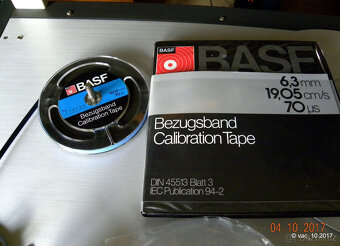 BASF
Bezugsband
Calibration Tape
BASF
BASF
6,3 mm
19,05 cm/s
70 µs
Bezugsband
Calibration Tape
DIN 45513 Blatt 3
IEC Publication 94-2
04.10.2017
© vac_10.2017